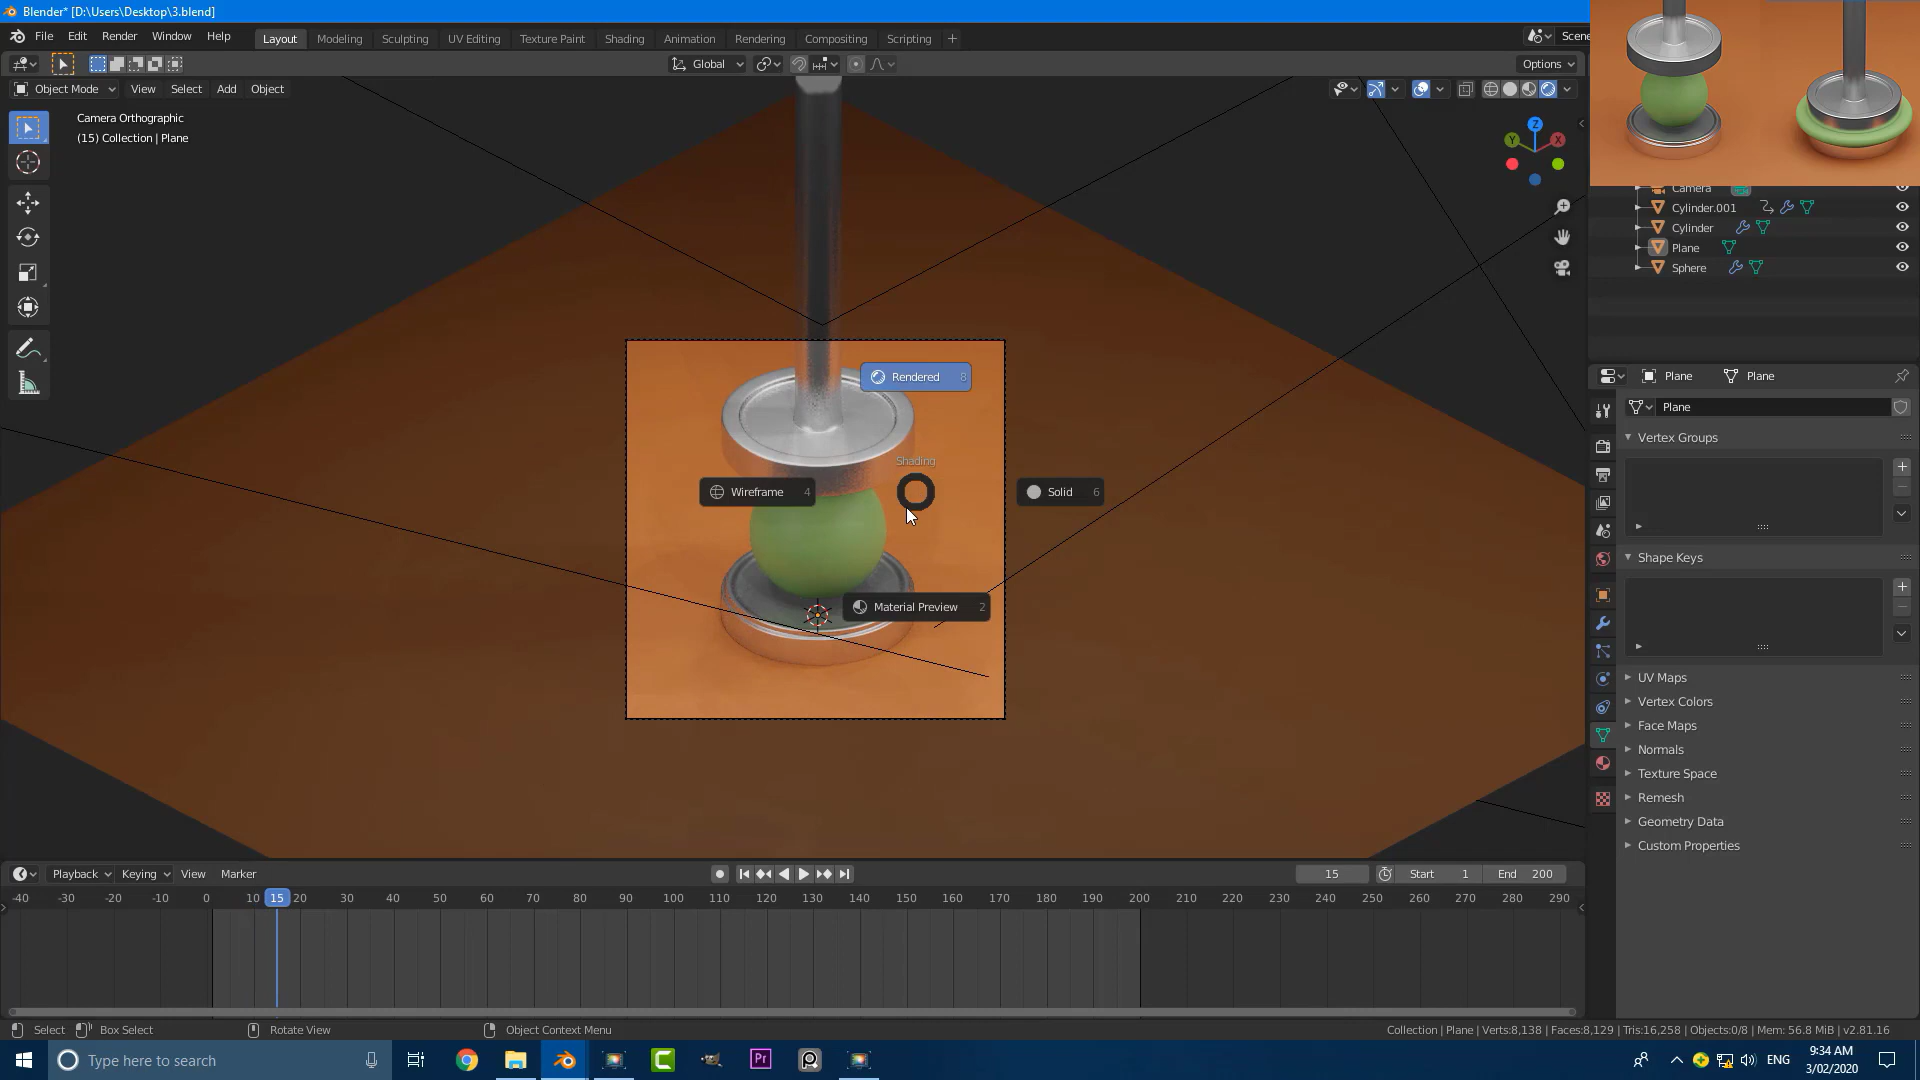 Blender* [D:\Users\Desktop\3.blend]
File Edit Render Window Help
Layout Modeling Sculpting UV Editing Texture Paint Shading Animation Rendering Compositing Scripting
Scene
Global
Options
Object Mode View Select Add Object
Camera Orthographic
(15) Collection | Plane
Z
Y
X
Camera
Cylinder.001
Cylinder
Plane
Sphere
Plane Plane
Plane
Vertex Groups
Shape Keys
UV Maps
Vertex Colors
Face Maps
Normals
Texture Space
Remesh
Geometry Data
Custom Properties
Rendered 8
Shading
Wireframe 4
Solid 6
Material Preview 2
Playback Keying View Marker
15 Start 1 End 200
-40 -30 -20 -10 0 10 15 20 30 40 50 60 70 80 90 100 110 120 130 140 150 160 170 180 190 200 210 220 230 240 250 260 270 280 290
Select Box Select Rotate View Object Context Menu
Collection | Plane | Verts:8,138 | Faces:8,129 | Tris:16,258 | Objects:0/8 | Mem: 56.8 MiB | v2.81.16
Type here to search
Pr
ENG
9:34 AM
3/02/2020